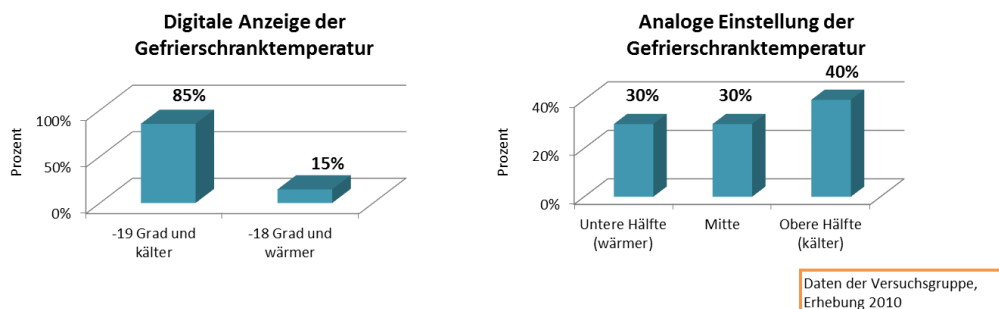 Digitale Anzeige der
Gefrierschranktemperatur
85%
100%
15%
50%
0%
Prozent
-19 Grad und
kälter
-18 Grad und
wärmer
Analoge Einstellung der
Gefrierschranktemperatur
40%
30%
30%
40%
20%
0%
Prozent
Untere Hälfte
(wärmer)
Mitte
Obere Hälfte
(kälter)
Daten der Versuchsgruppe,
Erhebung 2010